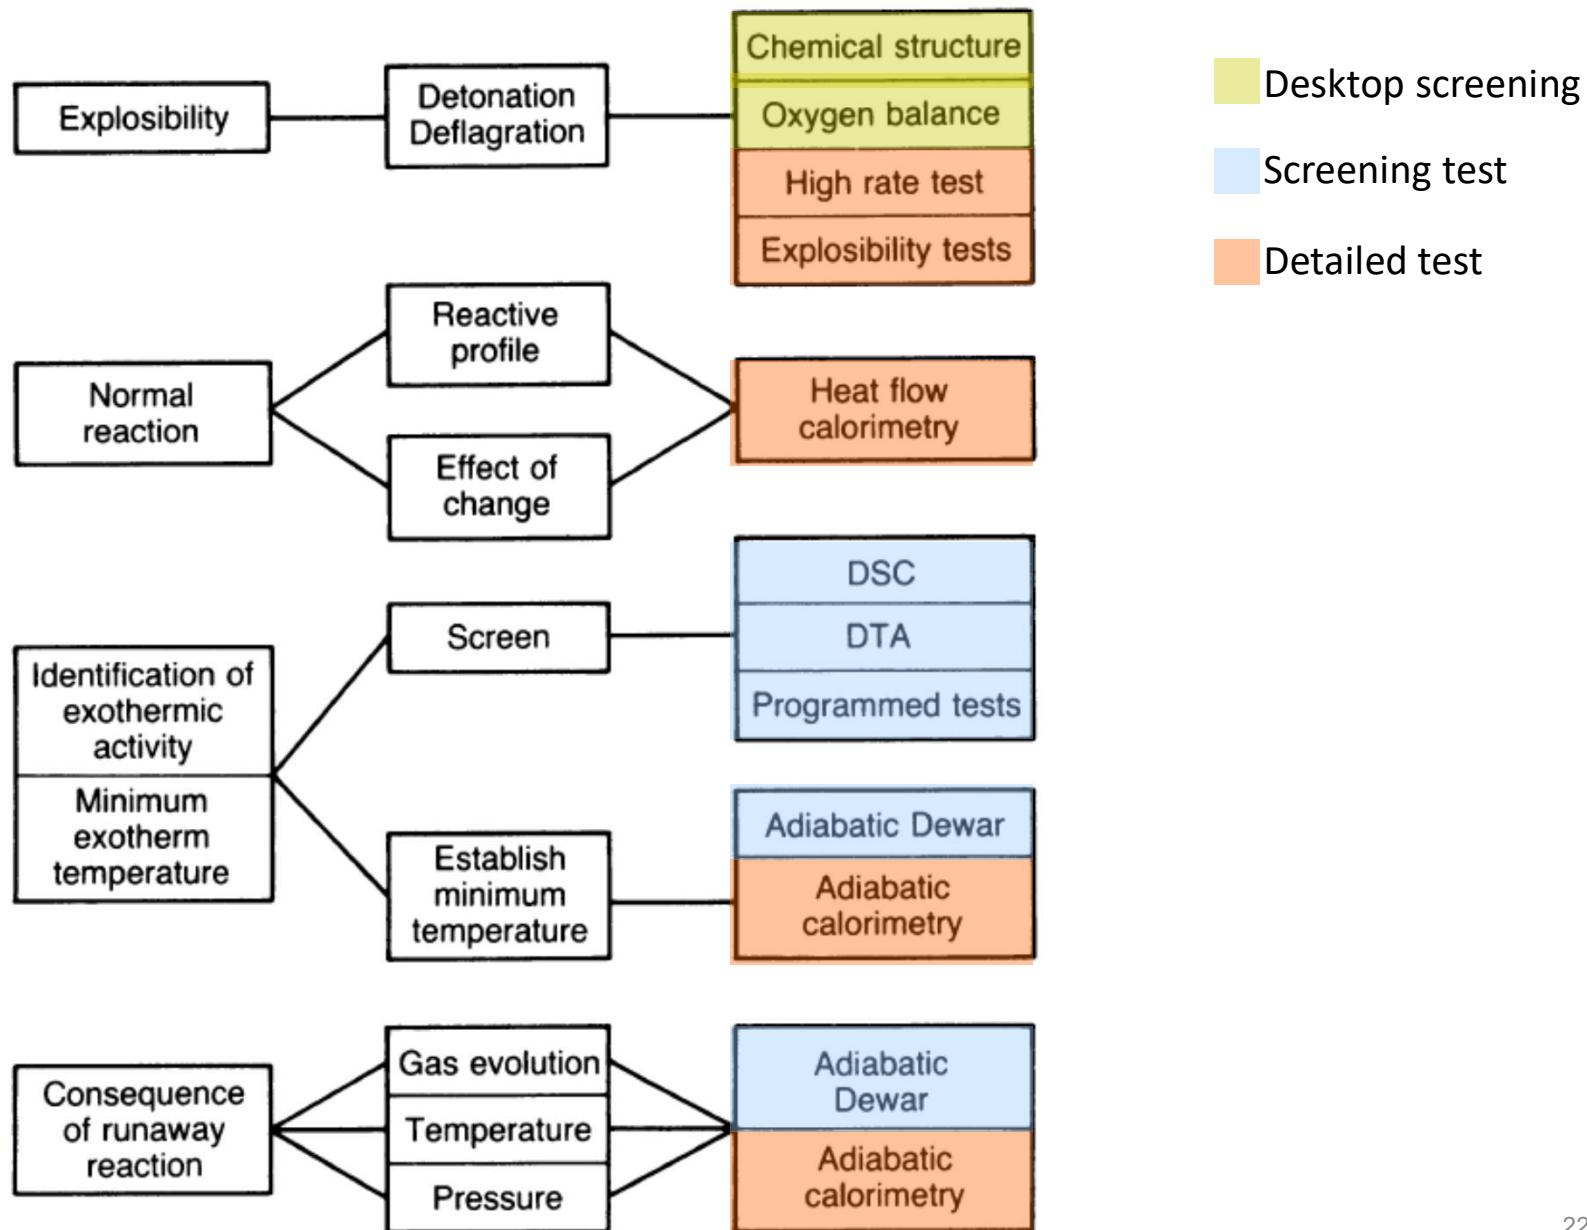 Explosibility
Detonation
Deflagration
Chemical structure
Oxygen balance
High rate test
Explosibility tests
Desktop screening
Screening test
Detailed test
Normal
reaction
Reactive
profile
Effect of
change
Heat flow
calorimetry
Identification of
exothermic
activity
Minimum
exotherm
temperature
Screen
DSC
DTA
Programmed tests
Establish
minimum
temperature
Adiabatic Dewar
Adiabatic
calorimetry
Consequence
of runaway
reaction
Gas evolution
Temperature
Pressure
Adiabatic
Dewar
Adiabatic
calorimetry
22